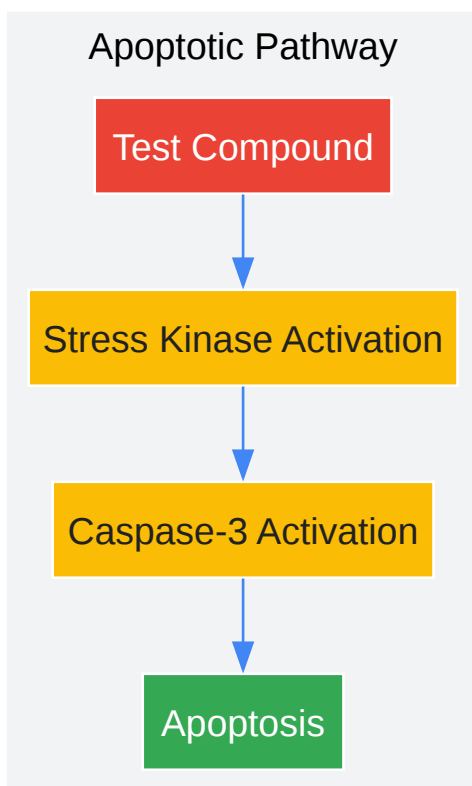 Apoptotic Pathway
Test Compound
Stress Kinase Activation
Caspase-3 Activation
Apoptosis